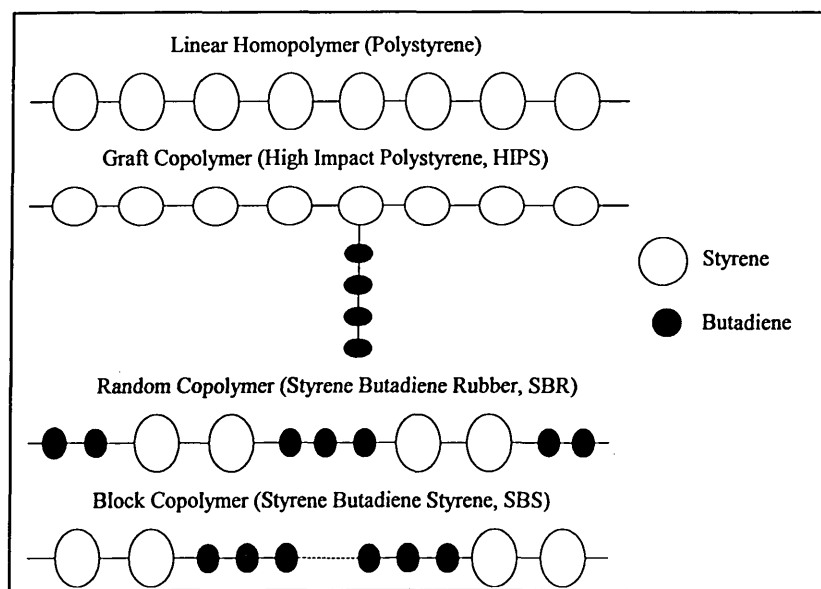 Linear Homopolymer (Polystyrene)
Graft Copolymer (High Impact Polystyrene, HIPS)
Styrene
Butadiene
Random Copolymer (Styrene Butadiene Rubber, SBR)
Block Copolymer (Styrene Butadiene Styrene, SBS)